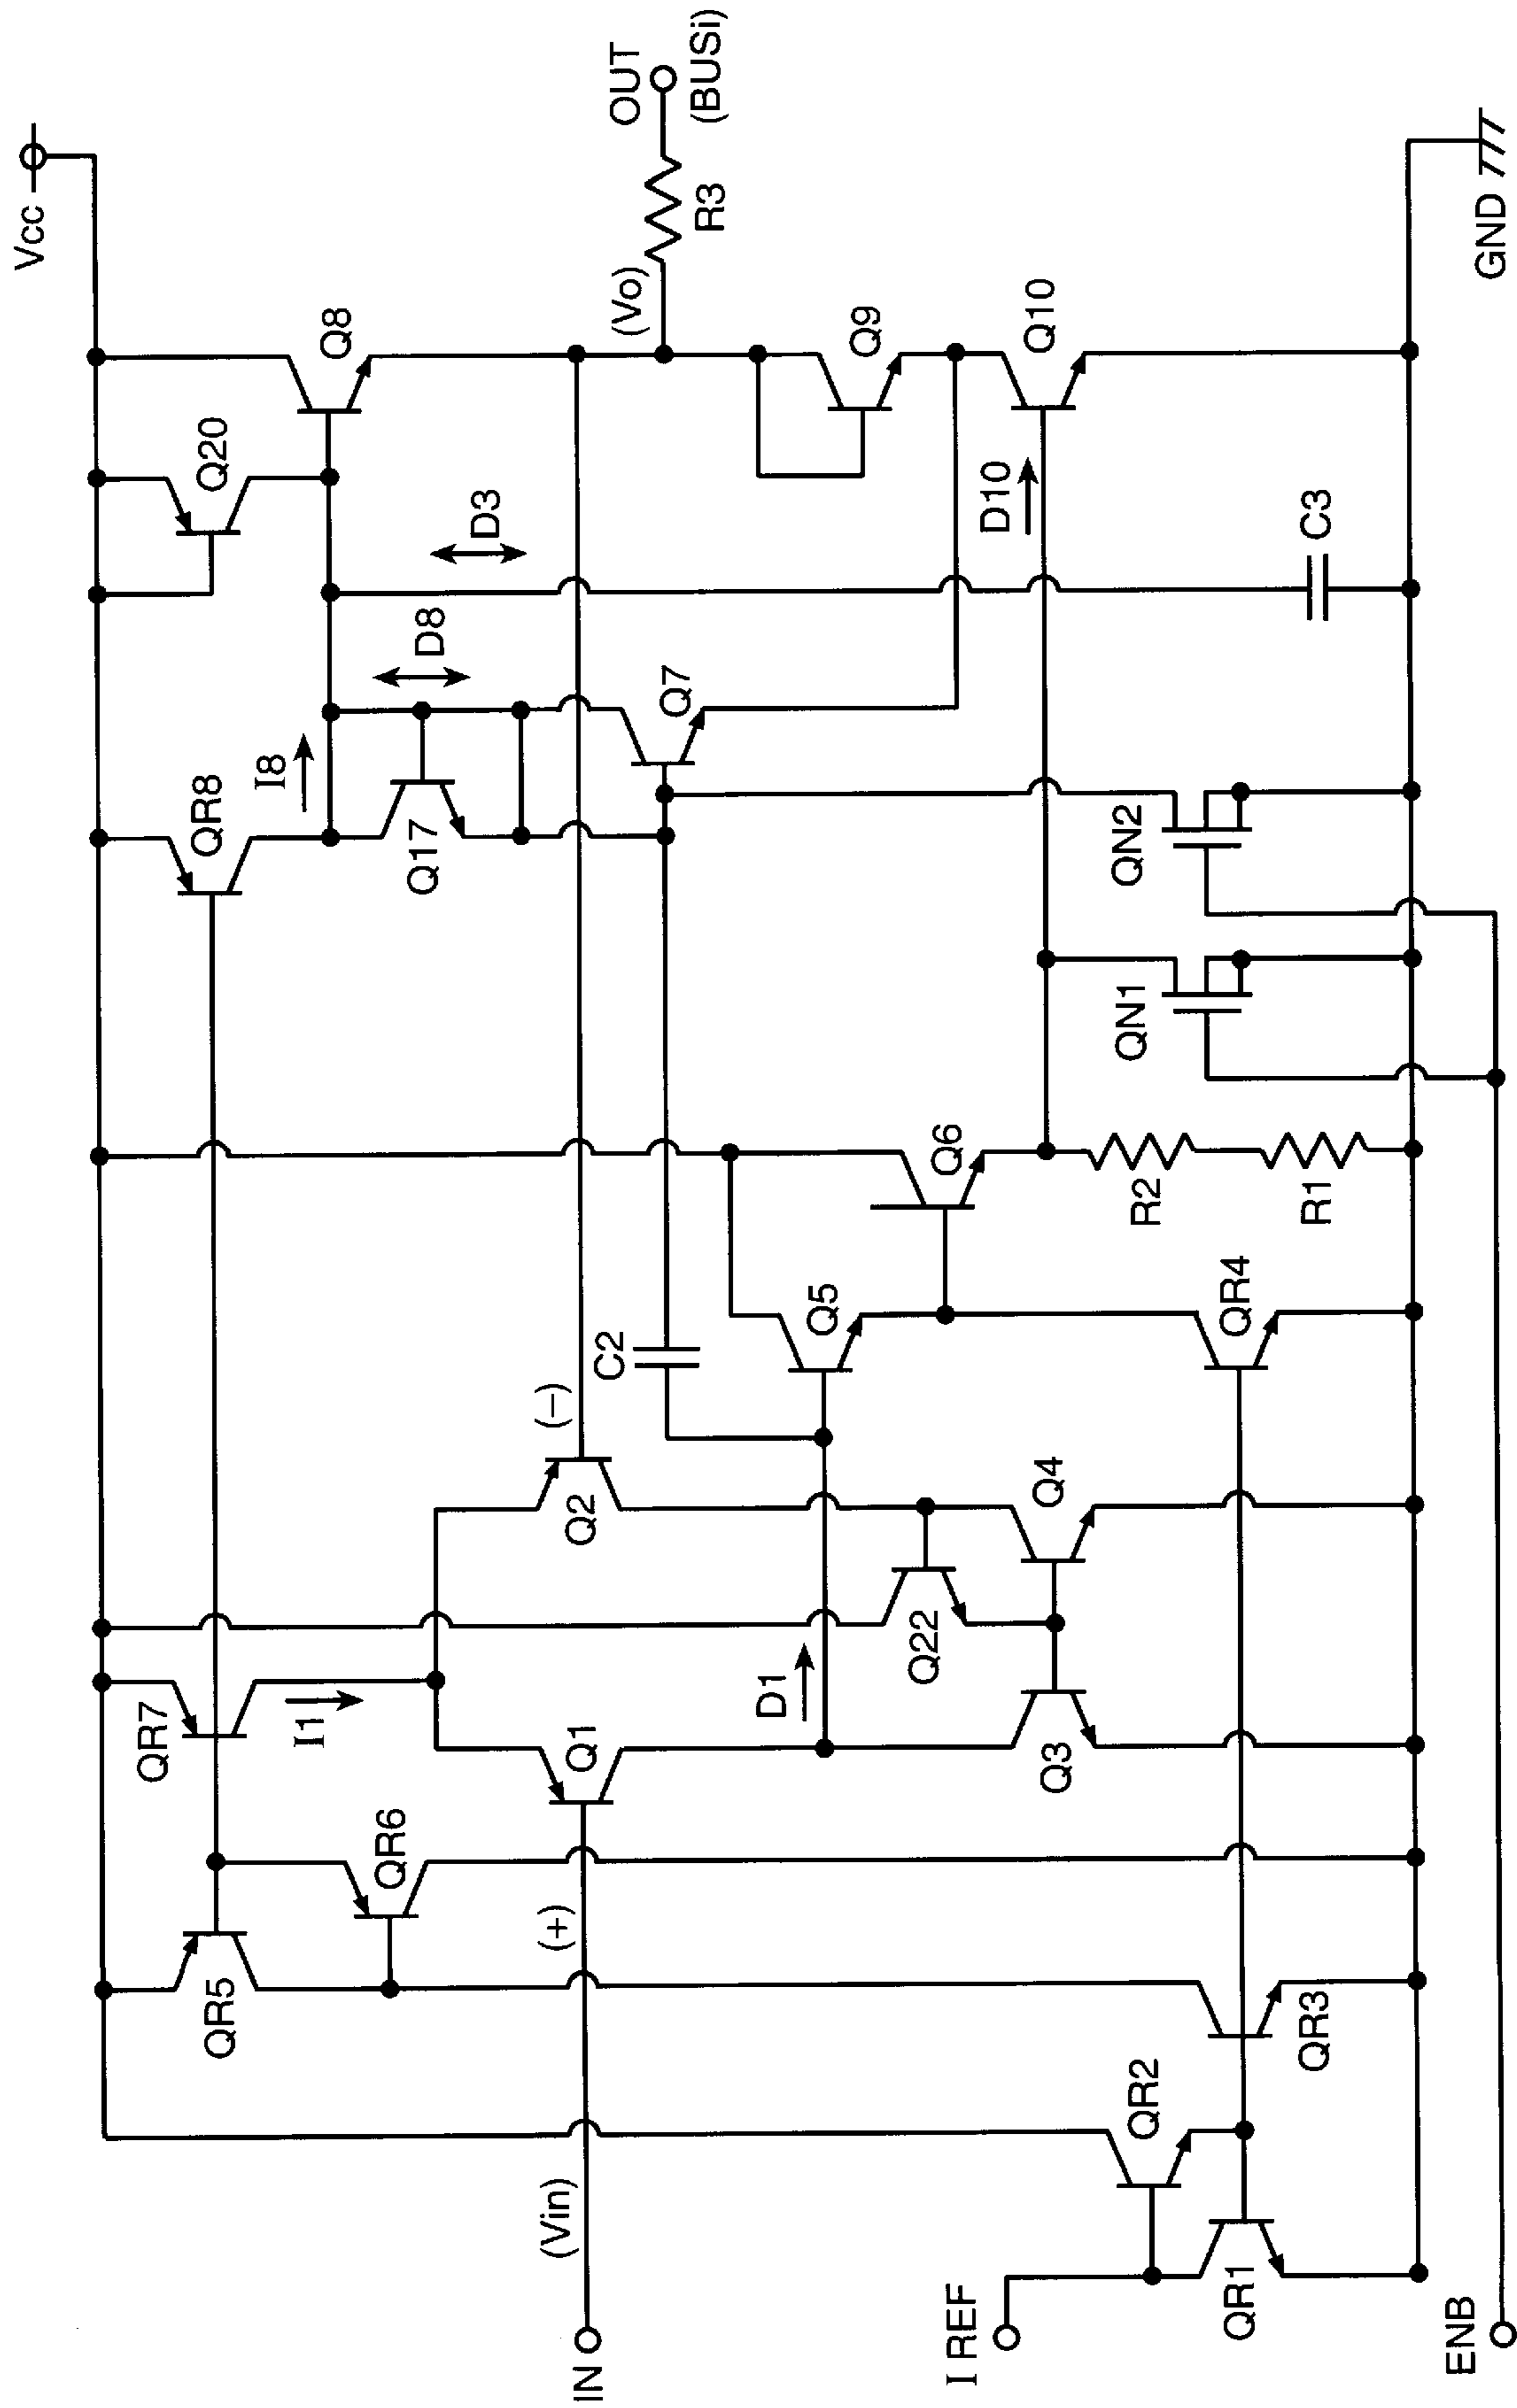 Vcc
OUT
(BUSi)
R3
(Vo)
Q8
Q20
Q9
Q10
GND
D3
D8
D10
C3
I8
QR8
Q17
Q7
QN2
QN1
Q6
R2
R1
Q5
QR4
C2
(−)
Q2
Q4
Q22
D1
QR7
I1
Q1
Q3
QR6
(+)
QR5
QR3
QR2
(Vin)
QR1
IN
I REF
ENB